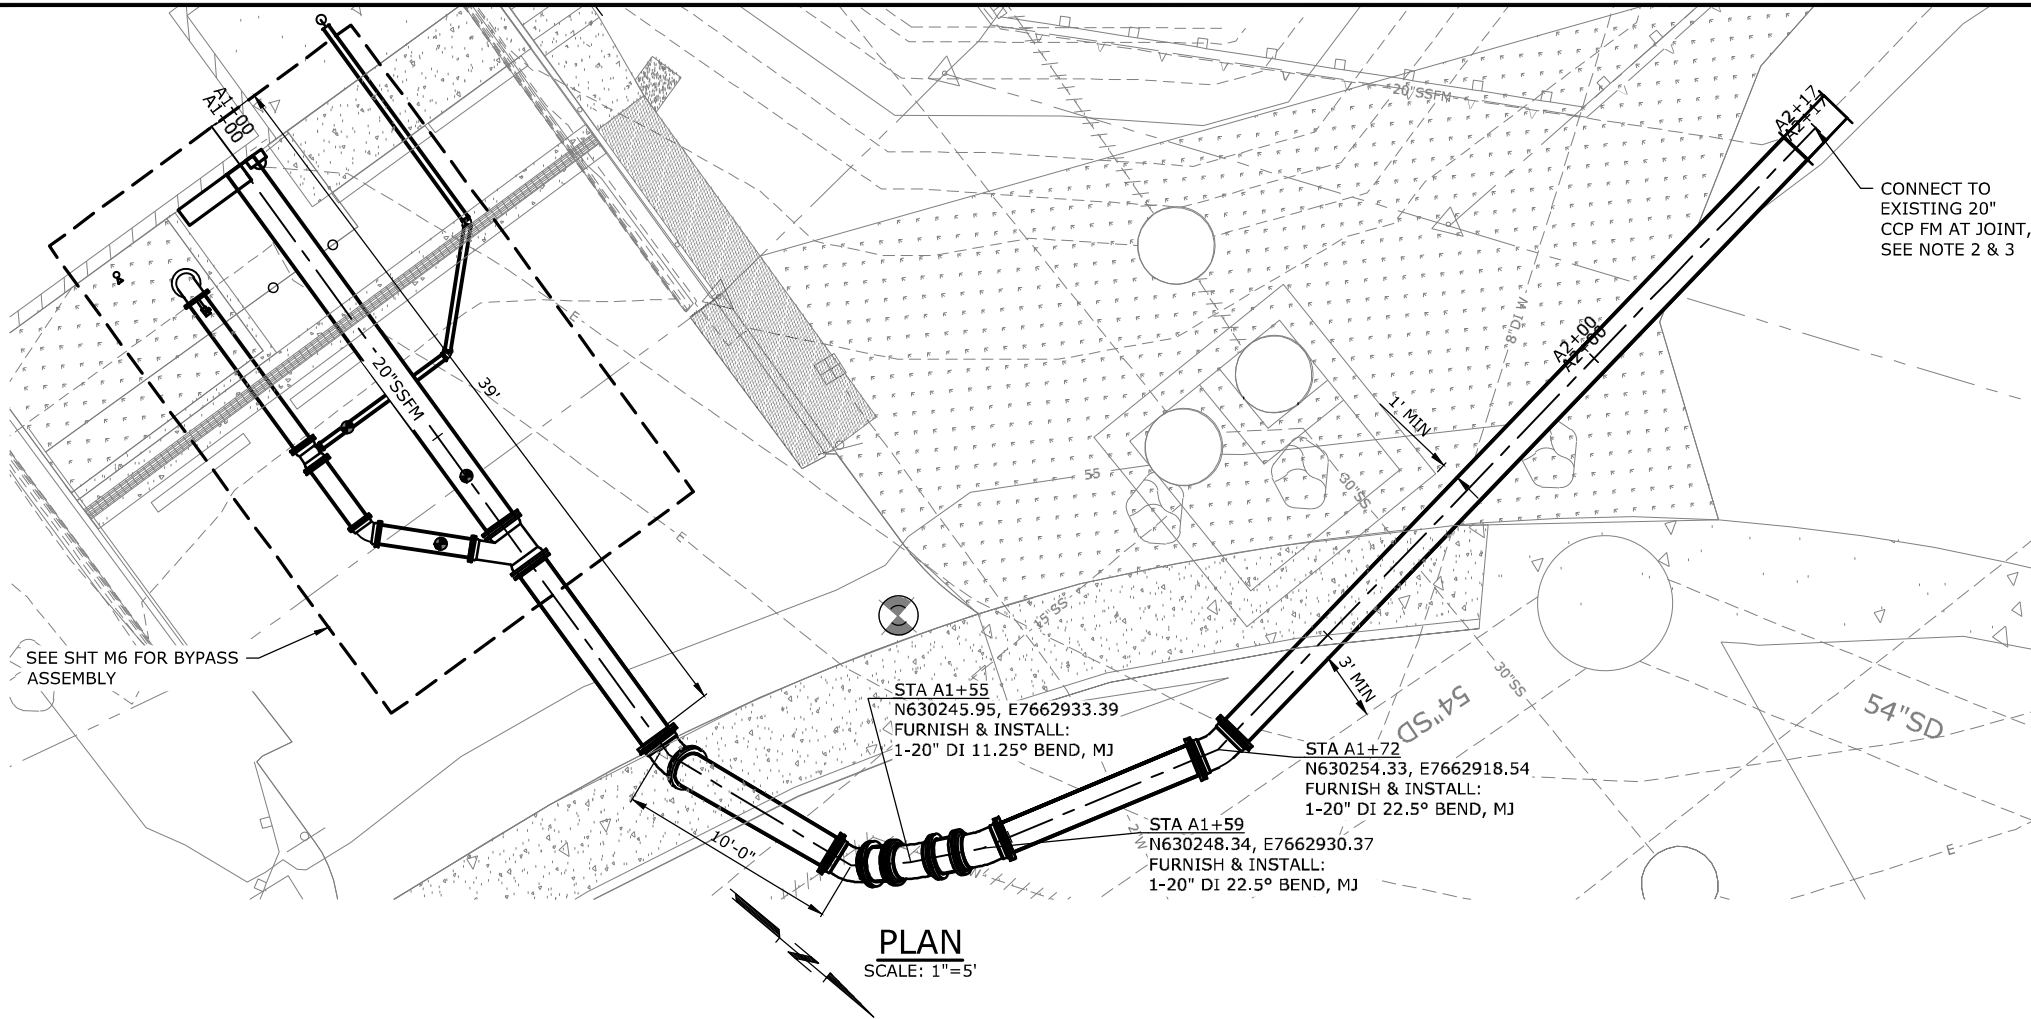 A1+00
A1+00
20"SSFM
39'
SEE SHT M6 FOR BYPASS
ASSEMBLY
20"SSFM
A2+17
A2+17
CONNECT TO
EXISTING 20"
CCP FM AT JOINT,
SEE NOTE 2 & 3
8"DI W
A2+00
A2+00
1' MIN
55
30"SS
15"SS
E
E
3' MIN
30"SS
54"SD
54"SD
E
STA A1+55
N630245.95, E7662933.39
FURNISH & INSTALL:
1-20" DI 11.25° BEND, MJ
STA A1+72
N630254.33, E7662918.54
FURNISH & INSTALL:
1-20" DI 22.5° BEND, MJ
STA A1+59
N630248.34, E7662930.37
FURNISH & INSTALL:
1-20" DI 22.5° BEND, MJ
10'-0"
N
PLAN
SCALE: 1"=5'